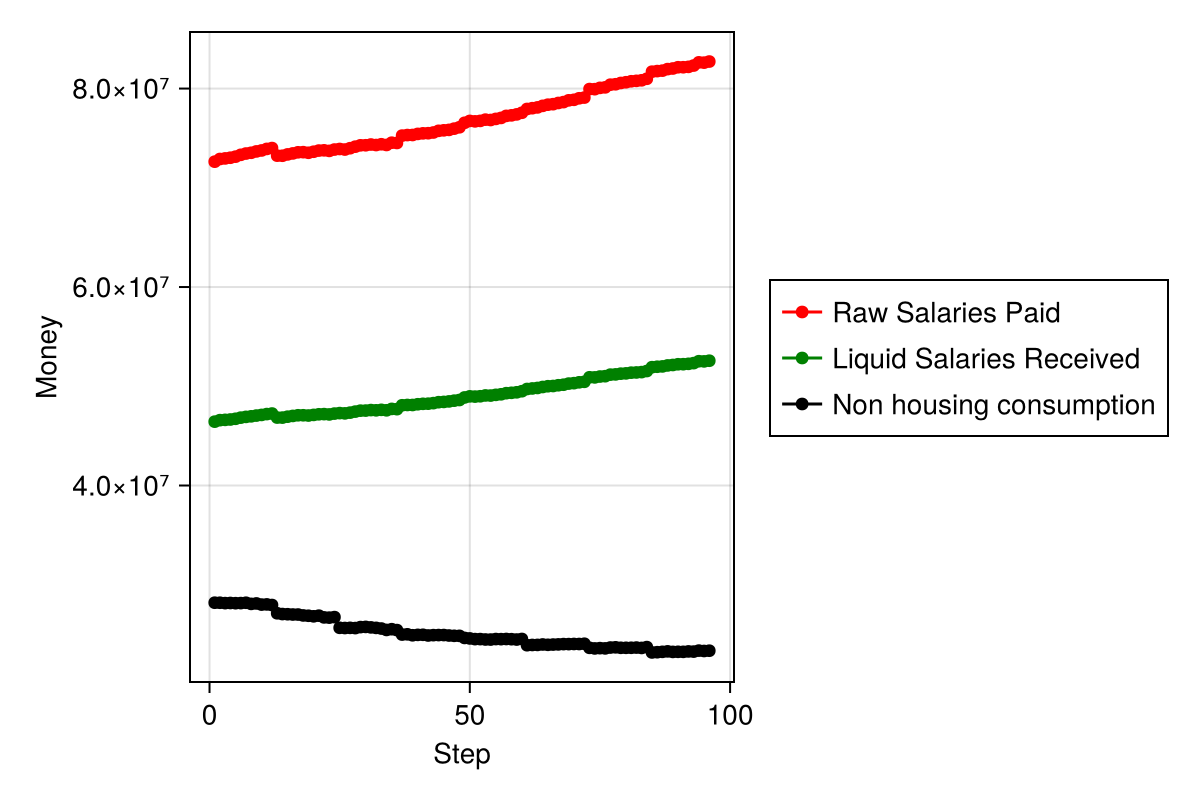 8.0×10⁷
6.0×10⁷
4.0×10⁷
Money
0 50 100
Step
Raw Salaries Paid
Liquid Salaries Received
Non housing consumption